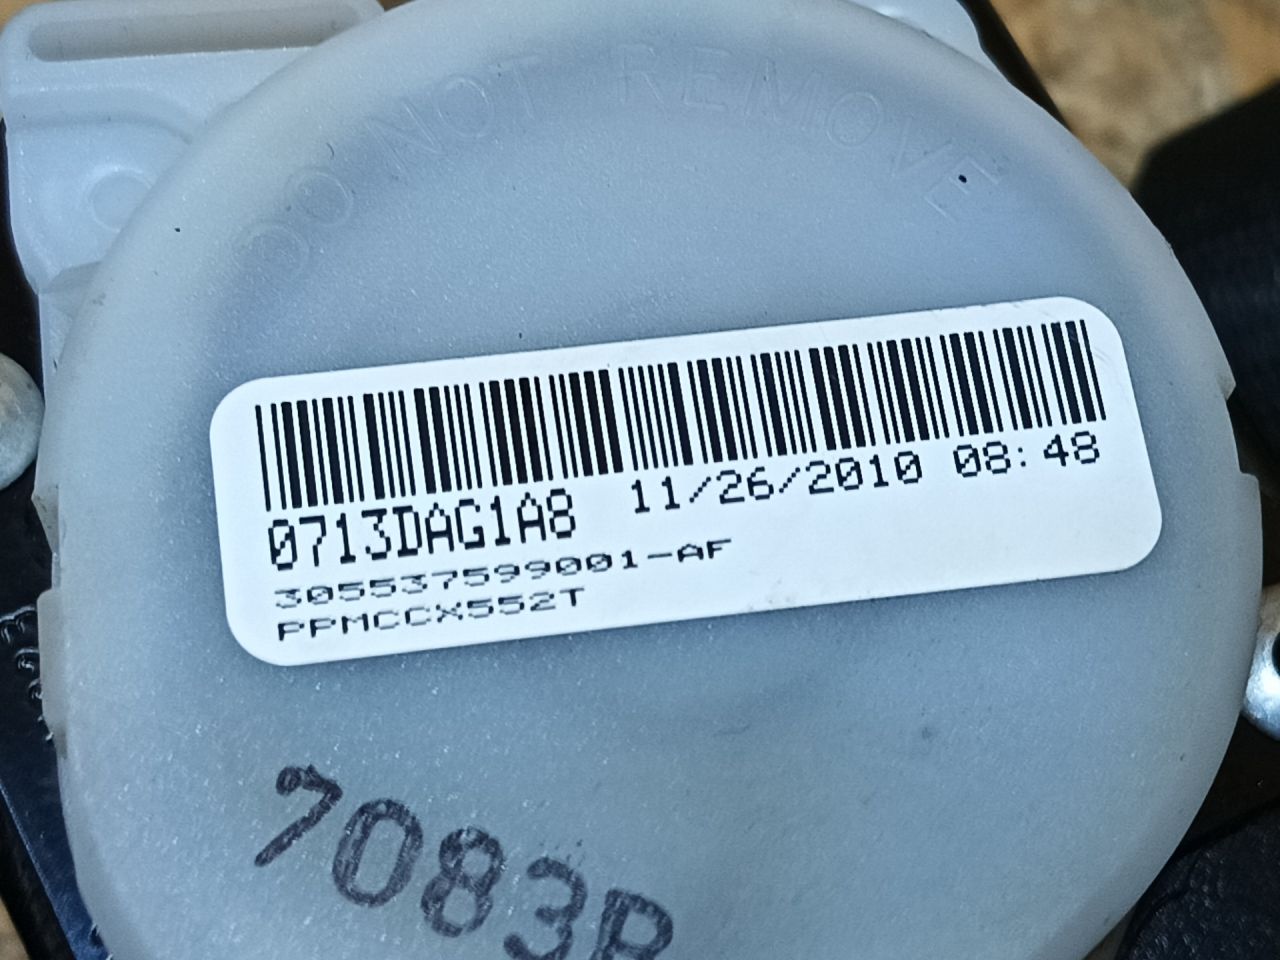 DO NOT REMOVE
0713DAG1A8 11/26/2010 08:48
305537599001-AF
PPMCCX552T
7083R